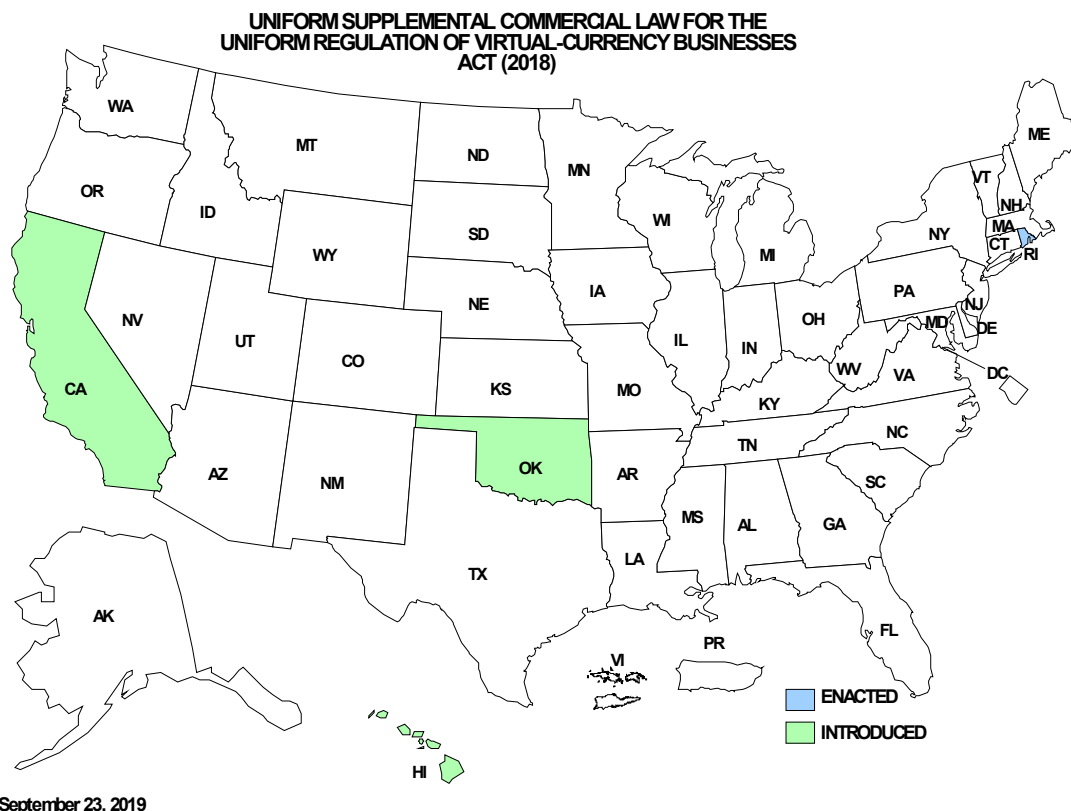 UNIFORM SUPPLEMENTAL COMMERCIAL LAW FOR THE
UNIFORM REGULATION OF VIRTUAL-CURRENCY BUSINESSES
ACT (2018)
WA
MT
ND
MN
ME
OR
ID
SD
WI
VT
NH
NY
MA
CT
RI
WY
MI
NE
IA
PA
NJ
NV
UT
CO
IL
IN
OH
MD
DE
DC
CA
KS
MO
WV
VA
KY
AZ
NM
OK
AR
TN
NC
SC
TX
MS
AL
GA
LA
AK
FL
VI
PR
HI
ENACTED
INTRODUCED
September 23, 2019